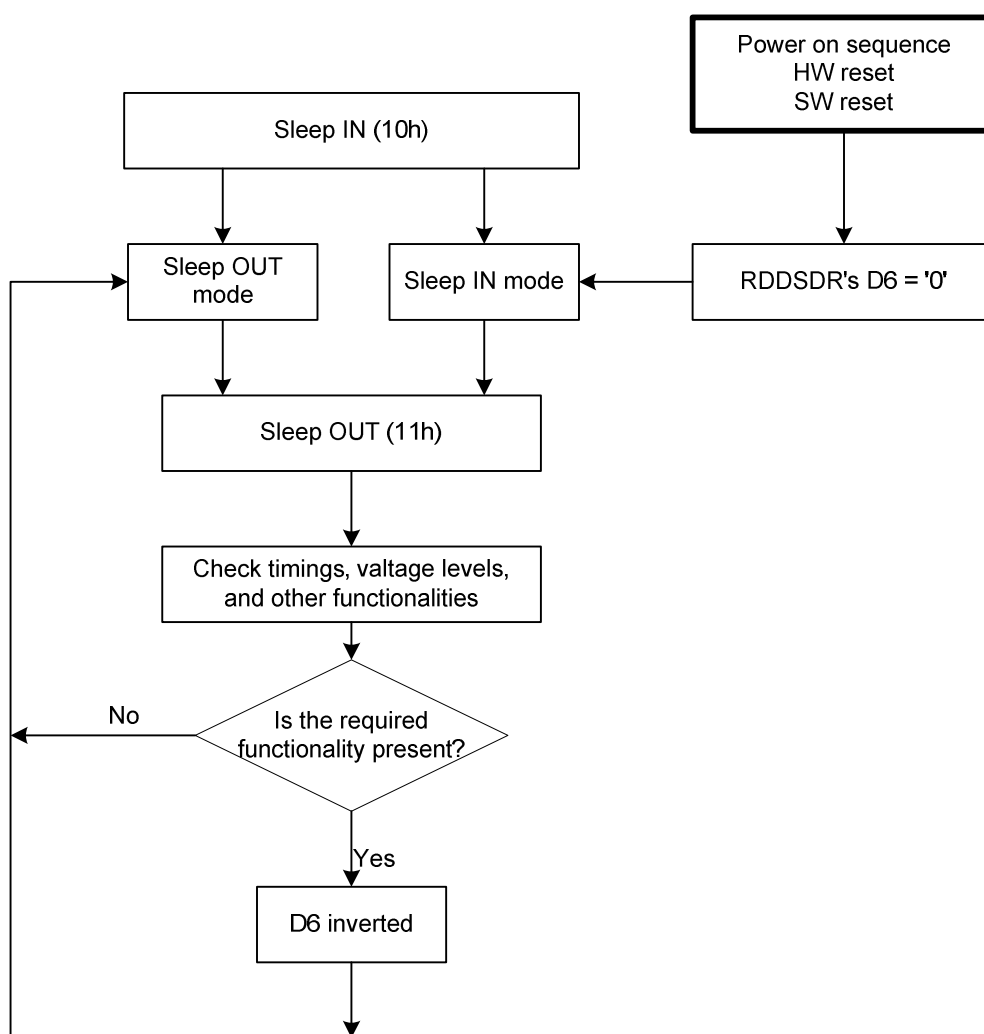 Power on sequence
HW reset
SW reset
Sleep IN (10h)
Sleep OUT
mode
Sleep IN mode
RDDSDR's D6 = '0'
Sleep OUT (11h)
Check timings, valtage levels,
and other functionalities
Is the required
functionality present?
No
Yes
D6 inverted